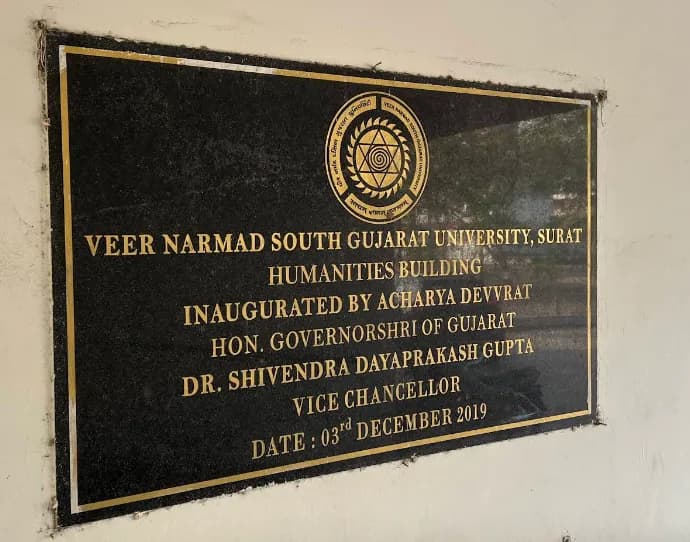 VEER NARMAD SOUTH GUJARAT UNIVERSITY, SURAT
HUMANITIES BUILDING
INAUGURATED BY ACHARYA DEVVRAT
HON. GOVERNORSHRI OF GUJARAT
DR. SHIVENDRA DAYAPRAKASH GUPTA
VICE CHANCELLOR
DATE : 03rd DECEMBER 2019